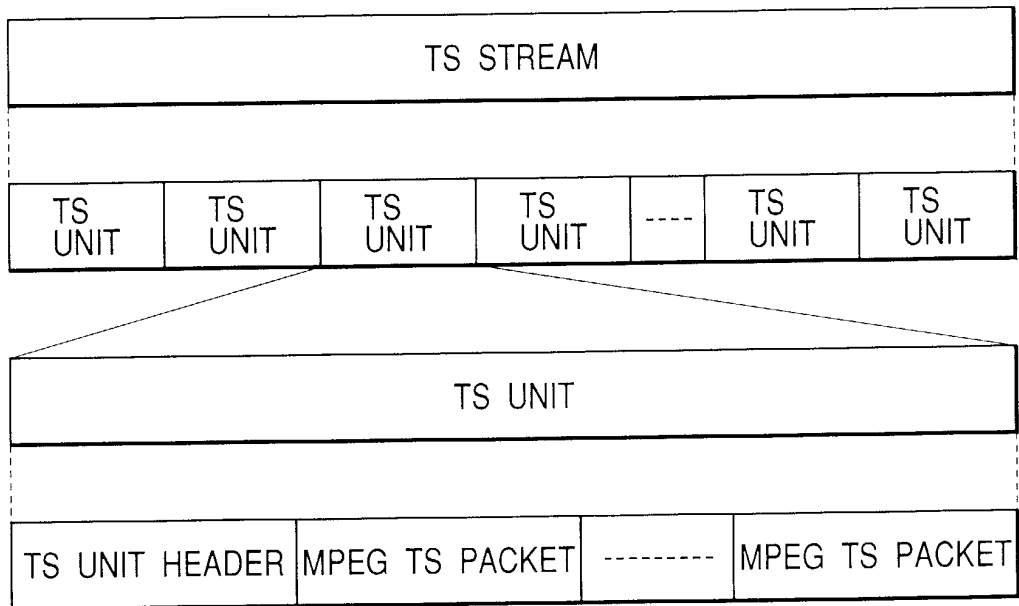 TS STREAM
TS UNIT TS UNIT TS UNIT TS UNIT ---- TS UNIT TS UNIT
TS UNIT
TS UNIT HEADER MPEG TS PACKET -------- MPEG TS PACKET